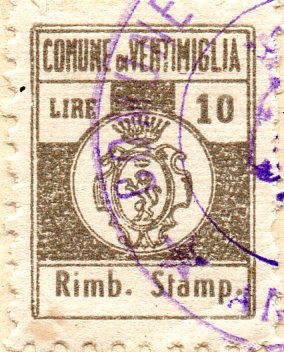 COMUNE DI VENTIMIGLIA
LIRE 10
Rimb. Stamp.